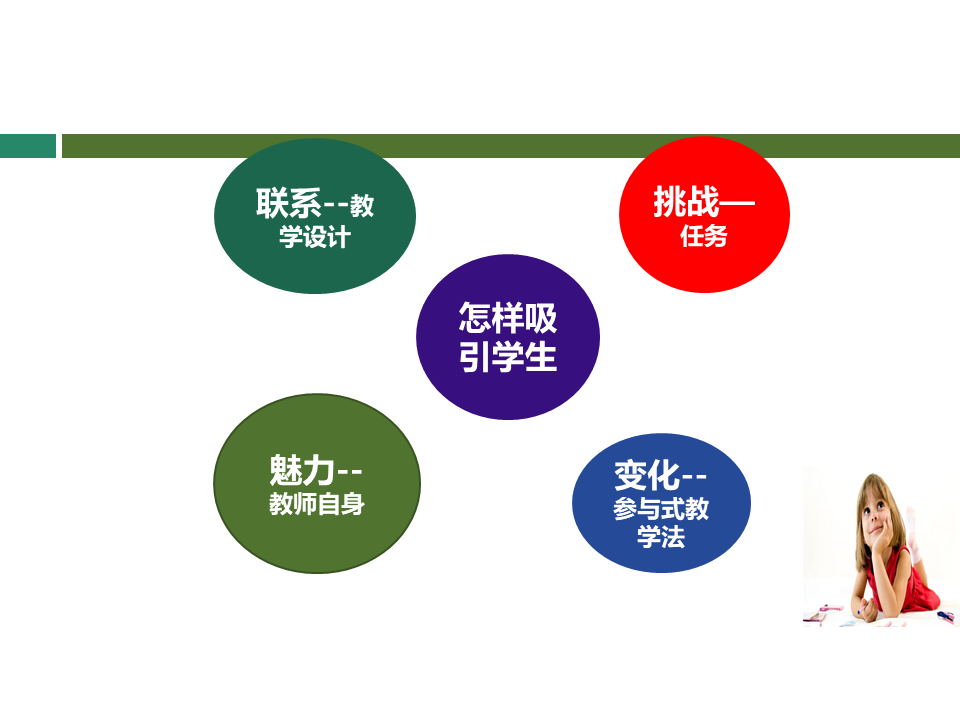 联系--教
学设计
挑战—
任务
怎样吸
引学生
魅力--
教师自身
变化--
参与式教
学法